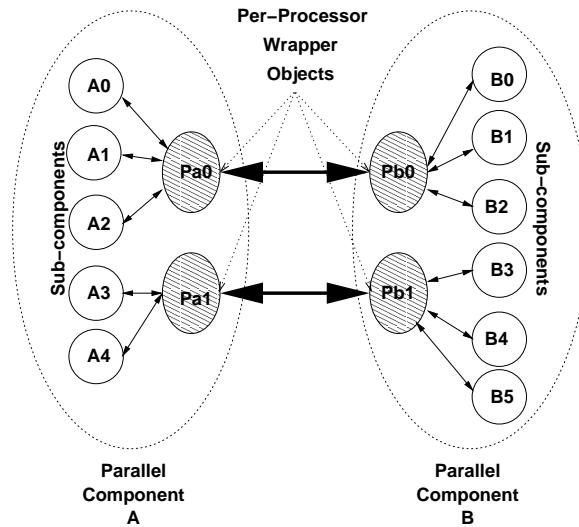 Per-Processor
Wrapper
Objects
A0
A1
A2
A3
A4
Sub-components
Pa0
Pa1
Pb0
Pb1
B0
B1
B2
B3
B4
B5
Sub-components
Parallel
Component
A
Parallel
Component
B